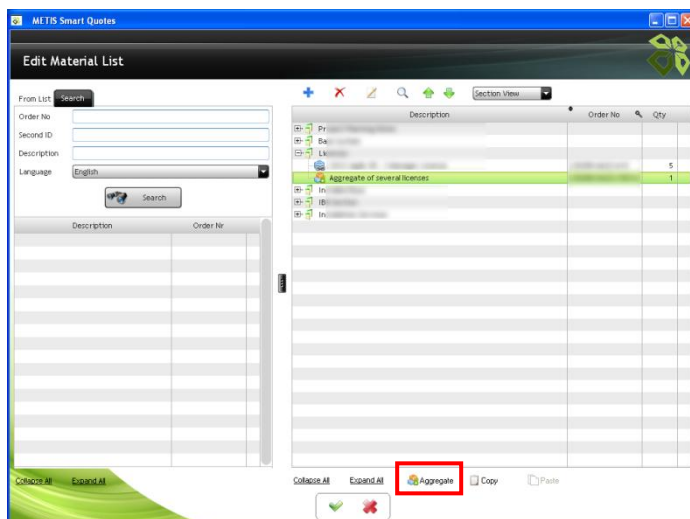 METIS Smart Quotes
Edit Material List
From List Search
Order No
Second ID
Description
Language English
Search
Description Order Nr
Section View
Description Order No Qty
5
Aggregate of several licenses 1
Collapse All Expand All
Collapse All Expand All Aggregate Copy Paste